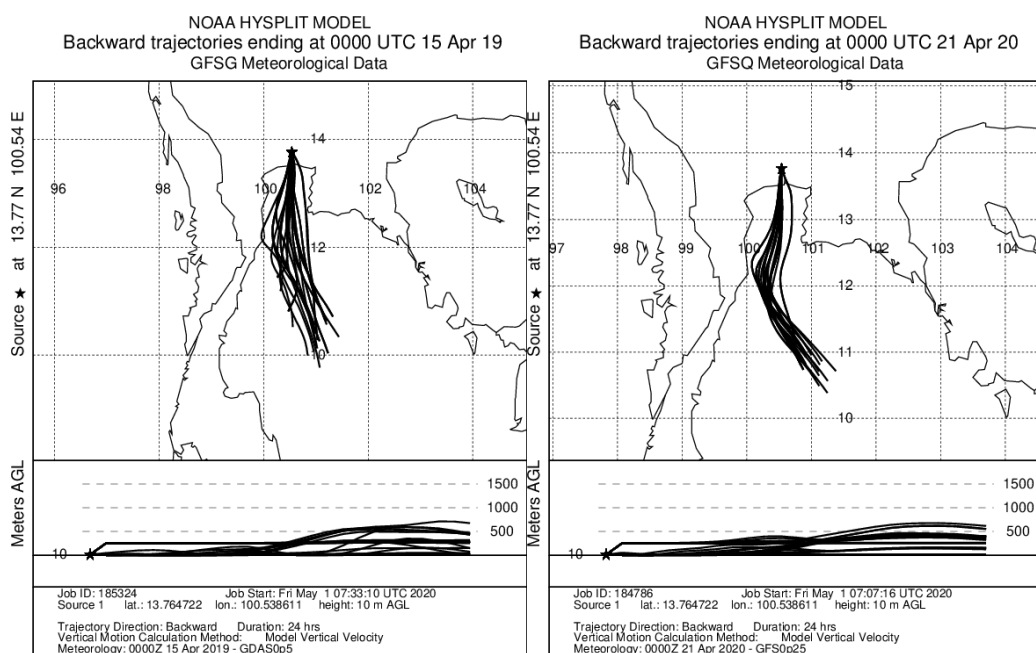 NOAA HYSPLIT MODEL
Backward trajectories ending at 0000 UTC 15 Apr 19
GFSG Meteorological Data
Source ★ at 13.77 N 100.54 E
14
96
98
100
102
104
12
10
Meters AGL
1500
1000
500
10
Job ID: 185324 Job Start: Fri May 1 07:33:10 UTC 2020
Source 1 lat.: 13.764722 lon.: 100.538611 height: 10 m AGL
Trajectory Direction: Backward Duration: 24 hrs
Vertical Motion Calculation Method: Model Vertical Velocity
Meteorology: 0000Z 15 Apr 2019 - GDAS0p5
NOAA HYSPLIT MODEL
Backward trajectories ending at 0000 UTC 21 Apr 20
GFSQ Meteorological Data
Source ★ at 13.77 N 100.54 E
15
14
13
97
98
99
100
101
102
103
104
12
11
10
Meters AGL
1500
1000
500
10
Job ID: 184786 Job Start: Fri May 1 07:07:16 UTC 2020
Source 1 lat.: 13.764722 lon.: 100.538611 height: 10 m AGL
Trajectory Direction: Backward Duration: 24 hrs
Vertical Motion Calculation Method: Model Vertical Velocity
Meteorology: 0000Z 21 Apr 2020 - GFS0p25